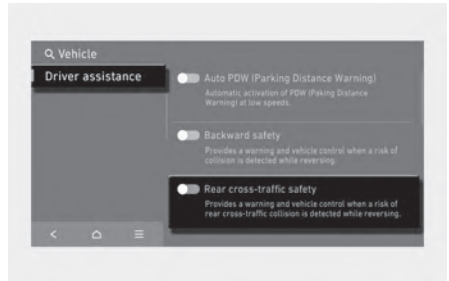 Vehicle
Driver assistance
Auto PDW (Parking Distance Warning)
Automatic activation of PDW (Paking Distance
Warning) at low speeds.
Backward safety
Provides a warning and vehicle control when a risk of
collision is detected while reversing.
Rear cross-traffic safety
Provides a warning and vehicle control when a risk of
rear cross-traffic collision is detected while reversing.